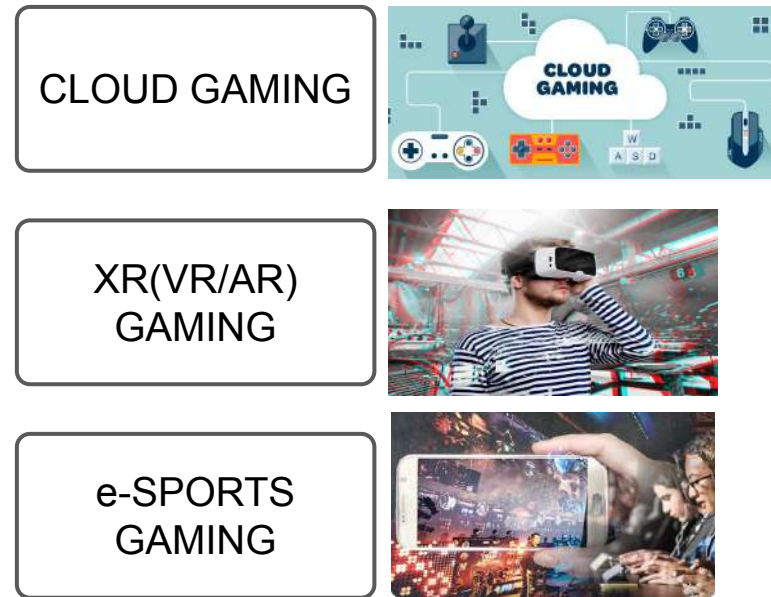 CLOUD GAMING
CLOUD
GAMING
W
A S D
XR(VR/AR)
GAMING
e-SPORTS
GAMING